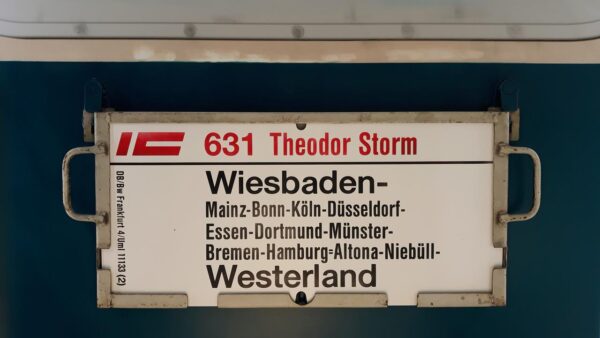 IC 631 Theodor Storm
Wiesbaden-
Mainz-Bonn-Köln-Düsseldorf-
Essen-Dortmund-Münster-
Bremen-Hamburg=Altona-Niebüll-
Westerland
DB/Bw Frankfurt 4/Uml 11133 (2)